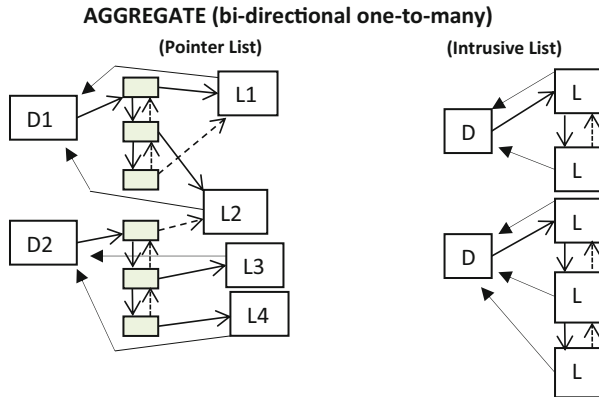 AGGREGATE (bi-directional one-to-many)
(Pointer List)
(Intrusive List)
D1
L1
L2
D2
L3
L4
D
L
L
D
L
L
L